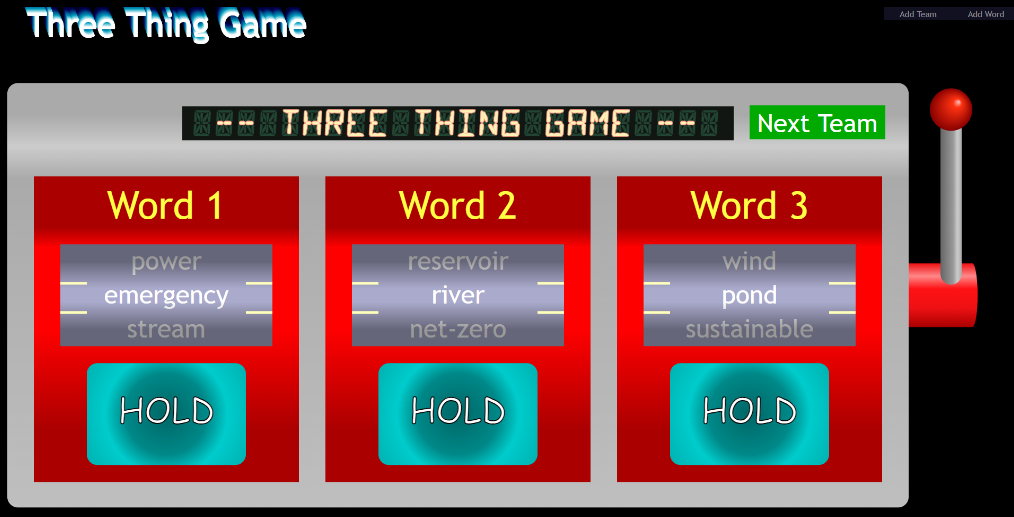 Three Thing Game
Add Team
Add Word
-- THREE THING GAME --
Next Team
Word 1
Word 2
Word 3
power
emergency
stream
reservoir
river
net-zero
wind
pond
sustainable
HOLD
HOLD
HOLD